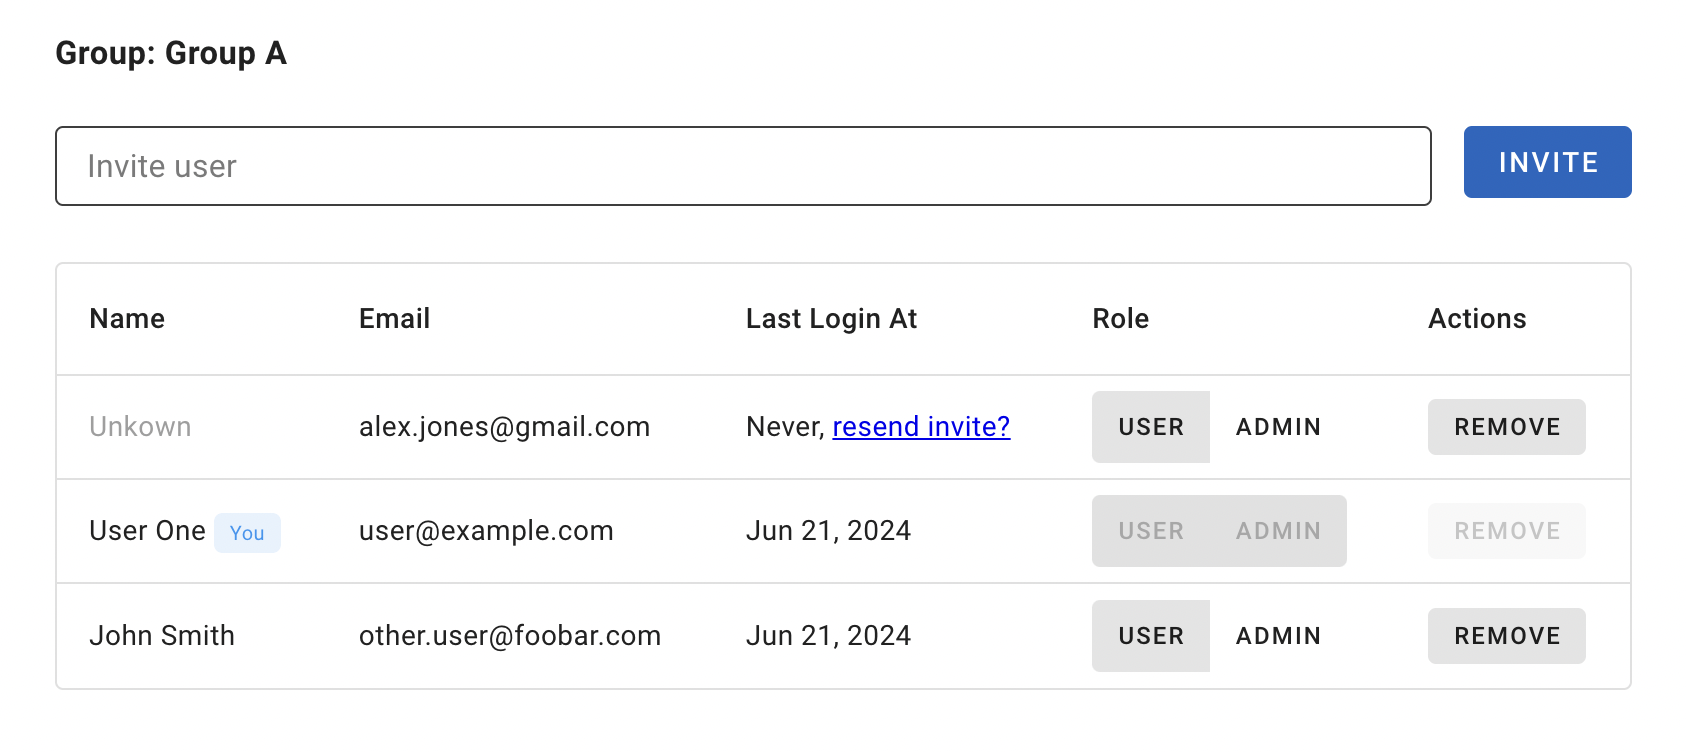 Group: Group A
Invite user
INVITE
Name Email Last Login At Role Actions
Unkown alex.jones@gmail.com Never, resend invite? USER ADMIN REMOVE
User One You user@example.com Jun 21, 2024 USER ADMIN REMOVE
John Smith other.user@foobar.com Jun 21, 2024 USER ADMIN REMOVE